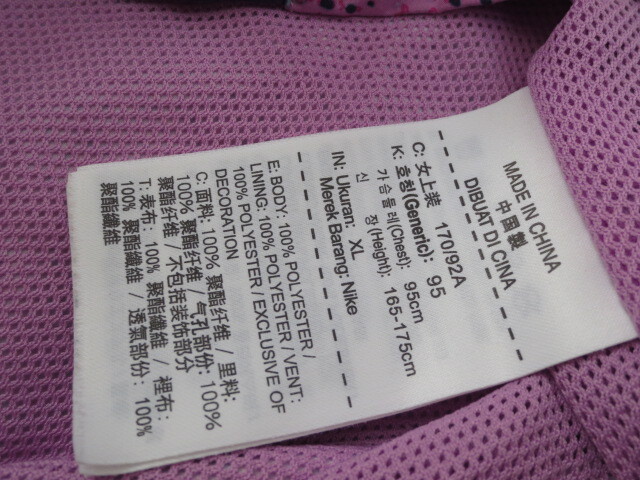 MADE IN CHINA
中国製
DIBUAT DI CINA
C: 女上装 170/92A
K: 호칭(Generic): 95
가슴둘레(Chest): 95cm
신 장(Height): 165-175cm
IN: Ukuran: XL
Merek Barang: Nike
E: BODY: 100% POLYESTER /
LINING: 100% POLYESTER / VENT:
100% POLYESTER / EXCLUSIVE OF
DECORATION
C: 面料: 100% 聚酯纤维 / 里料:
100% 聚酯纤维 / 气孔部份: 100%
聚酯纤维 / 不包括装饰部分
T: 表布: 100% 聚酯纖維 / 裡布:
100% 聚酯纖維 / 透氣部份: 100%
聚酯纖維